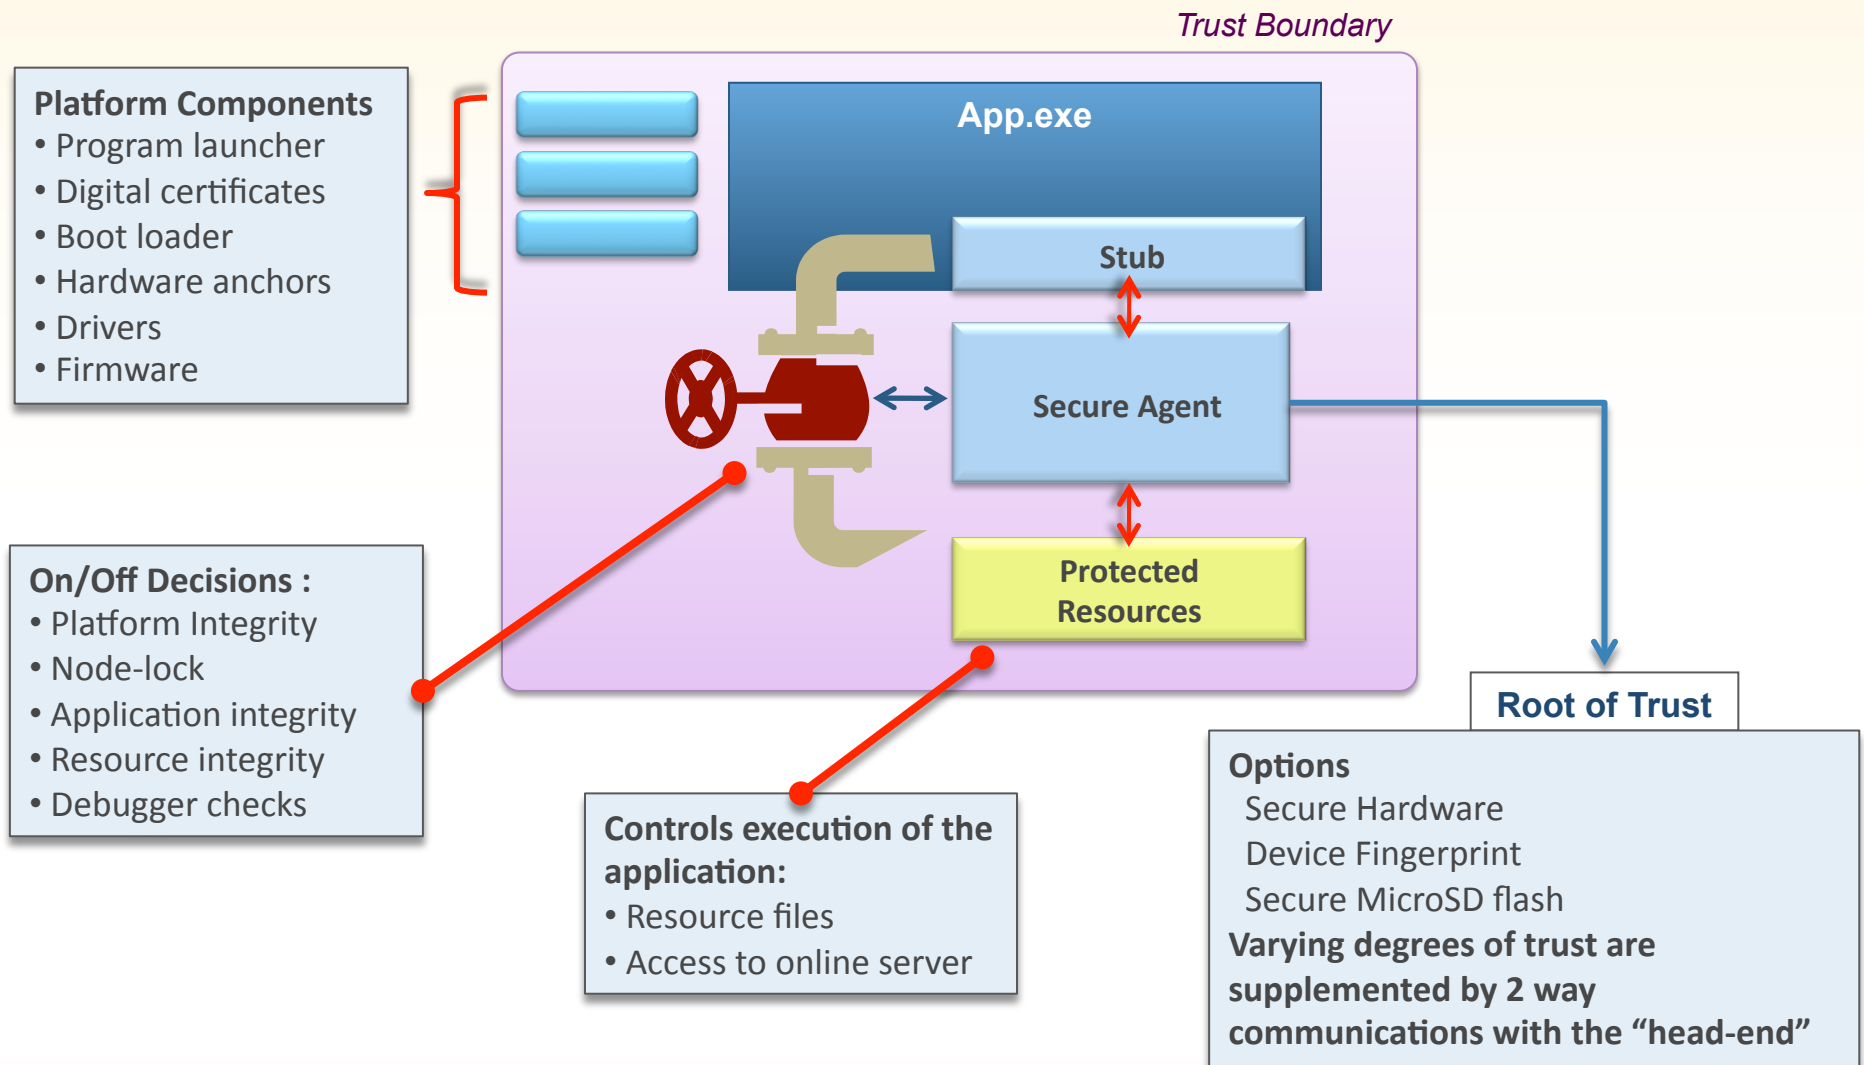 Trust Boundary
Platform Components
• Program launcher
• Digital certificates
• Boot loader
• Hardware anchors
• Drivers
• Firmware
App.exe
Stub
Secure Agent
Protected
Resources
On/Off Decisions :
• Platform Integrity
• Node-lock
• Application integrity
• Resource integrity
• Debugger checks
Controls execution of the
application:
• Resource files
• Access to online server
Root of Trust
Options
Secure Hardware
Device Fingerprint
Secure MicroSD flash
Varying degrees of trust are
supplemented by 2 way
communications with the “head-end”